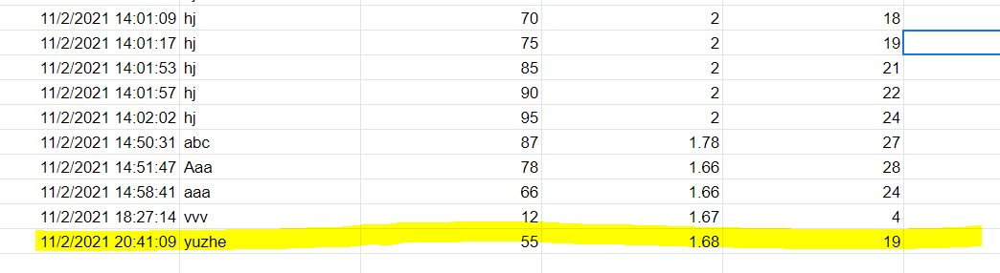 11/2/2021 14:01:09 hj 70 2 18
11/2/2021 14:01:17 hj 75 2 19
11/2/2021 14:01:53 hj 85 2 21
11/2/2021 14:01:57 hj 90 2 22
11/2/2021 14:02:02 hj 95 2 24
11/2/2021 14:50:31 abc 87 1.78 27
11/2/2021 14:51:47 Aaa 78 1.66 28
11/2/2021 14:58:41 aaa 66 1.66 24
11/2/2021 18:27:14 vvv 12 1.67 4
11/2/2021 20:41:09 yuzhe 55 1.68 19